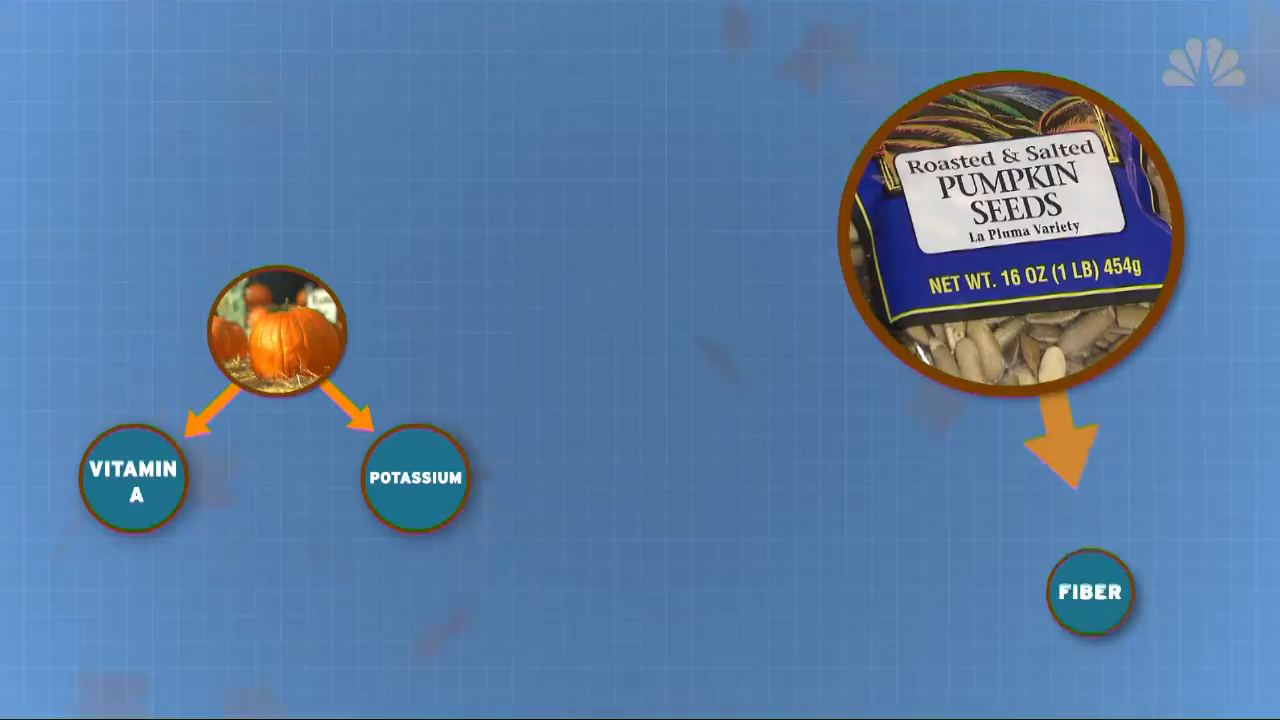 Roasted & Salted
PUMPKIN
SEEDS
La Pluma Variety
NET WT. 16 OZ (1 LB) 454g
VITAMIN
A
POTASSIUM
FIBER